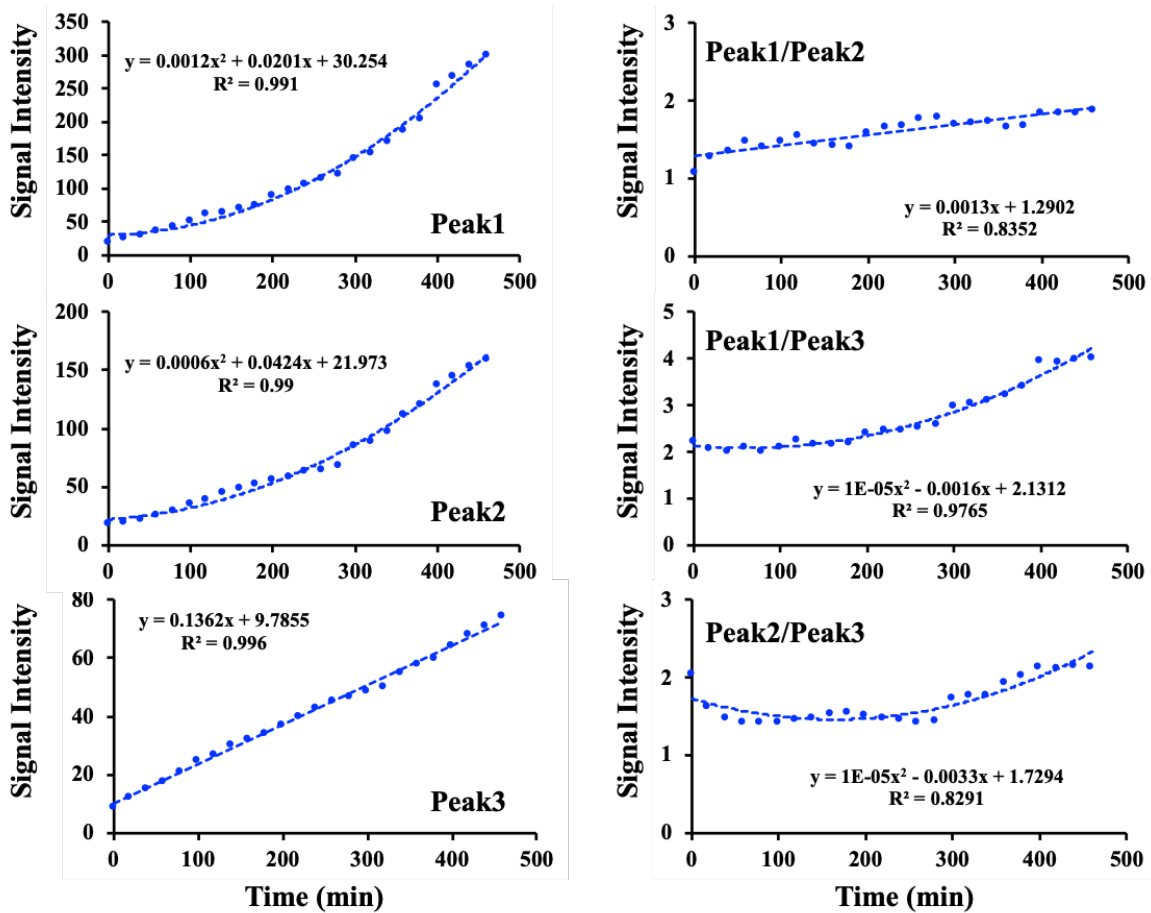 Signal Intensity
350
300
250
200
150
100
50
0
y = 0.0012x² + 0.0201x + 30.254
R² = 0.991
Peak1
0 100 200 300 400 500
Signal Intensity
3
2
1
0
Peak1/Peak2
y = 0.0013x + 1.2902
R² = 0.8352
0 100 200 300 400 500
Signal Intensity
200
150
100
50
0
y = 0.0006x² + 0.0424x + 21.973
R² = 0.99
Peak2
0 100 200 300 400 500
Signal Intensity
5
4
3
2
1
0
Peak1/Peak3
y = 1E-05x² - 0.0016x + 2.1312
R² = 0.9765
0 100 200 300 400 500
Signal Intensity
80
60
40
20
0
y = 0.1362x + 9.7855
R² = 0.996
Peak3
0 100 200 300 400 500
Time (min)
Signal Intensity
3
2
1
0
Peak2/Peak3
y = 1E-05x² - 0.0033x + 1.7294
R² = 0.8291
0 100 200 300 400 500
Time (min)